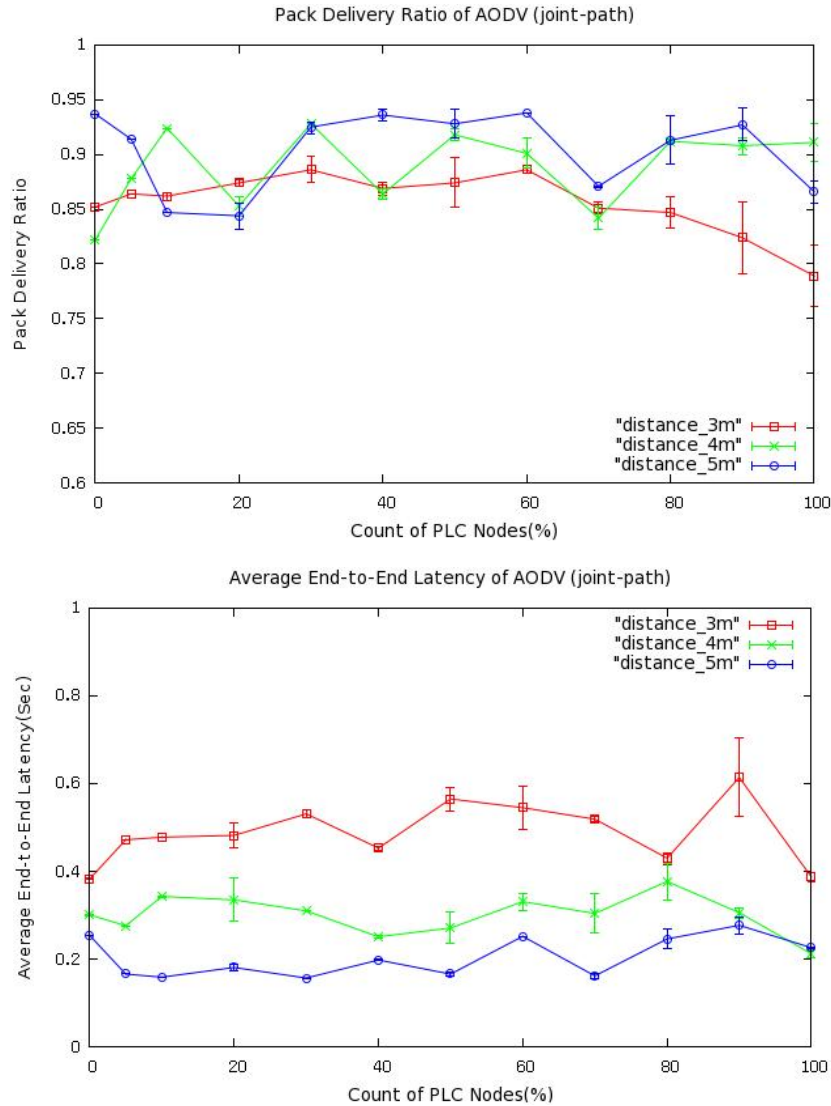 Pack Delivery Ratio of AODV (joint-path)
1
0.95
0.9
0.85
0.8
0.75
0.7
0.65
0.6
Pack Delivery Ratio
"distance_3m"
"distance_4m"
"distance_5m"
0 20 40 60 80 100
Count of PLC Nodes(%)
Average End-to-End Latency of AODV (joint-path)
1
0.8
0.6
0.4
0.2
0
Average End-to-End Latency(Sec)
"distance_3m"
"distance_4m"
"distance_5m"
0 20 40 60 80 100
Count of PLC Nodes(%)